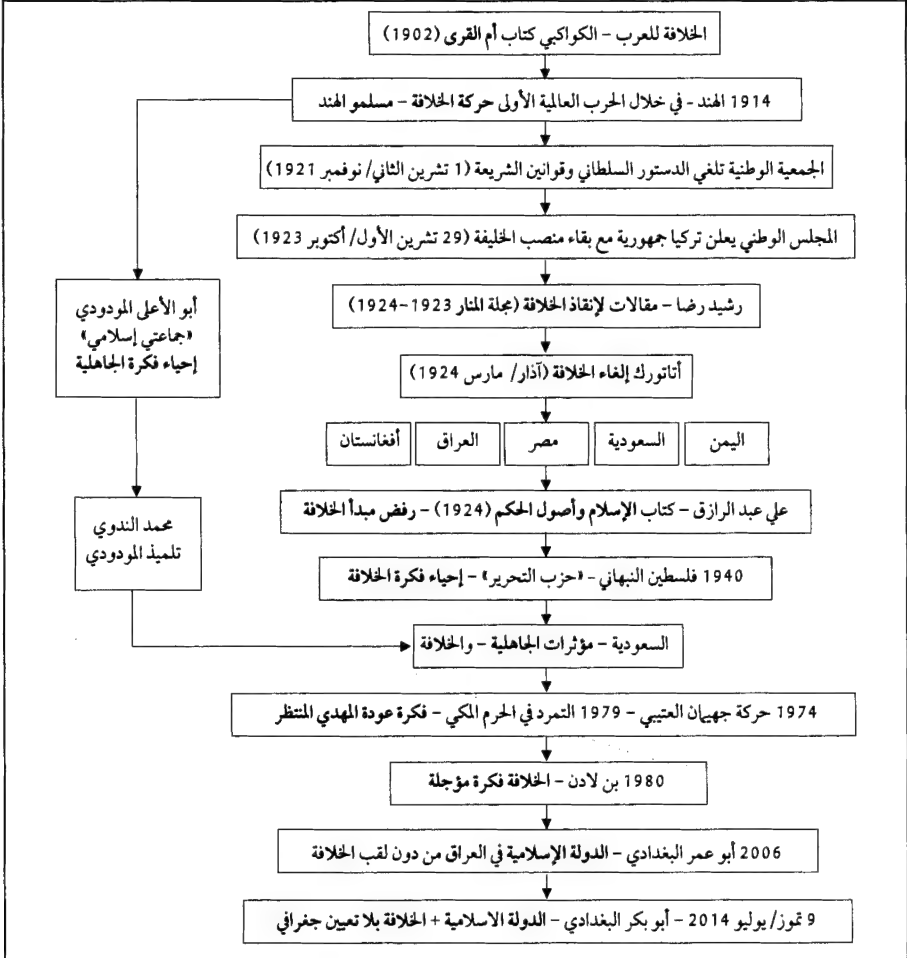 الخلافة للعرب – الكواكبي كتاب أم القرى (1902)
1914 الهند - في خلال الحرب العالمية الأولى حركة الخلافة – مسلمو الهند
الجمعية الوطنية تلغي الدستور السلطاني وقوانين الشريعة (1 تشرين الثاني/ نوفمبر 1921)
المجلس الوطني يعلن تركيا جمهورية مع بقاء منصب الخليفة (29 تشرين الأول/ أكتوبر 1923)
رشيد رضا – مقالات لإنقاذ الخلافة (مجلة المنار 1923–1924)
أتاتورك إلغاء الخلافة (آذار/ مارس 1924)
اليمن
السعودية
مصر
العراق
أفغانستان
علي عبد الرازق – كتاب الإسلام وأصول الحكم (1924) – رفض مبدأ الخلافة
1940 فلسطين النبهاني - «حزب التحرير» – إحياء فكرة الخلافة
أبو الأعلى المودودي
«جماعتي إسلامي»
إحياء فكرة الجاهلية
محمد الندوي
تلميذ المودودي
السعودية – مؤثرات الجاهلية – والخلافة
1974 حركة جهيمان العتيبي – 1979 التمرد في الحرم المكي – فكرة عودة المهدي المنتظر
1980 بن لادن – الخلافة فكرة مؤجلة
2006 أبو عمر البغدادي – الدولة الإسلامية في العراق من دون لقب الخلافة
9 تموز/ يوليو 2014 – أبو بكر البغدادي – الدولة الاسلامية + الخلافة بلا تعيين جغرافي